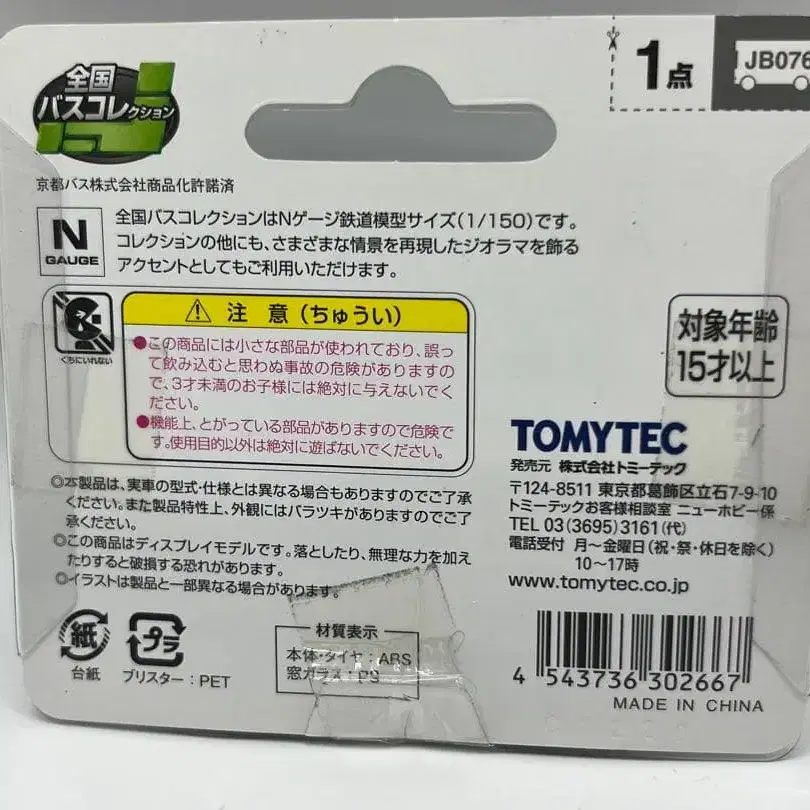 全国
バスコレクション
1点
JB076
京都バス株式会社商品化許諾済
N
GAUGE
全国バスコレクションはNゲージ鉄道模型サイズ(1/150)です。
コレクションの他にも、さまざまな情景を再現したジオラマを飾る
アクセントとしてもご利用いただけます。
くちにいれない
注 意(ちゅうい)
●この商品には小さな部品が使われており、誤っ
て飲み込むと思わぬ事故の危険がありますの
で、3才未満のお子様には絶対に与えないでく
ださい。
●機能上、とがっている部品がありますので危険で
す。使用目的以外は絶対に遊ばないでください。
対象年齢
15才以上
◎本製品は、実車の型式・仕様とは異なる場合もありますのでご了承
ください。また製品特性上、外観にはバラツキがありますのでご了
承ください。
◎この商品はディスプレイモデルです。落としたり、無理な力を加え
たりすると破損する恐れがあります。
◎イラストは製品と一部異なる場合があります。
TOMYTEC
発売元 株式会社トミーテック
〒124-8511 東京都葛飾区立石7-9-10
トミーテックお客様相談室 ニューホビー係
TEL 03(3695)3161(代)
電話受付 月～金曜日(祝・祭・休日を除く)
10～17時
www.tomytec.co.jp
紙
台紙
プラ
ブリスター:PET
材質表示
本体・タイヤ:ABS
窓ガラス:PS
4 543736 302667
MADE IN CHINA